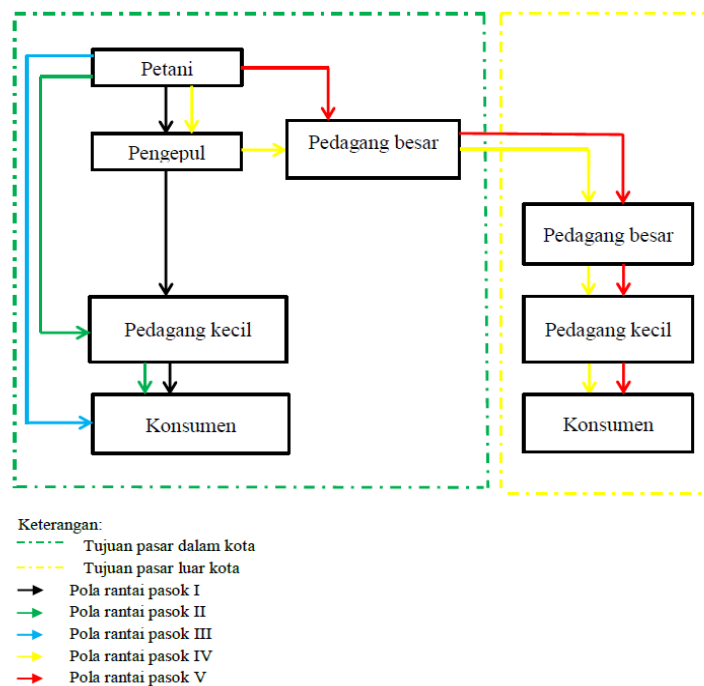 Petani
Pengepul
Pedagang besar
Pedagang besar
Pedagang kecil
Pedagang kecil
Konsumen
Konsumen
Keterangan:
Tujuan pasar dalam kota
Tujuan pasar luar kota
Pola rantai pasok I
Pola rantai pasok II
Pola rantai pasok III
Pola rantai pasok IV
Pola rantai pasok V